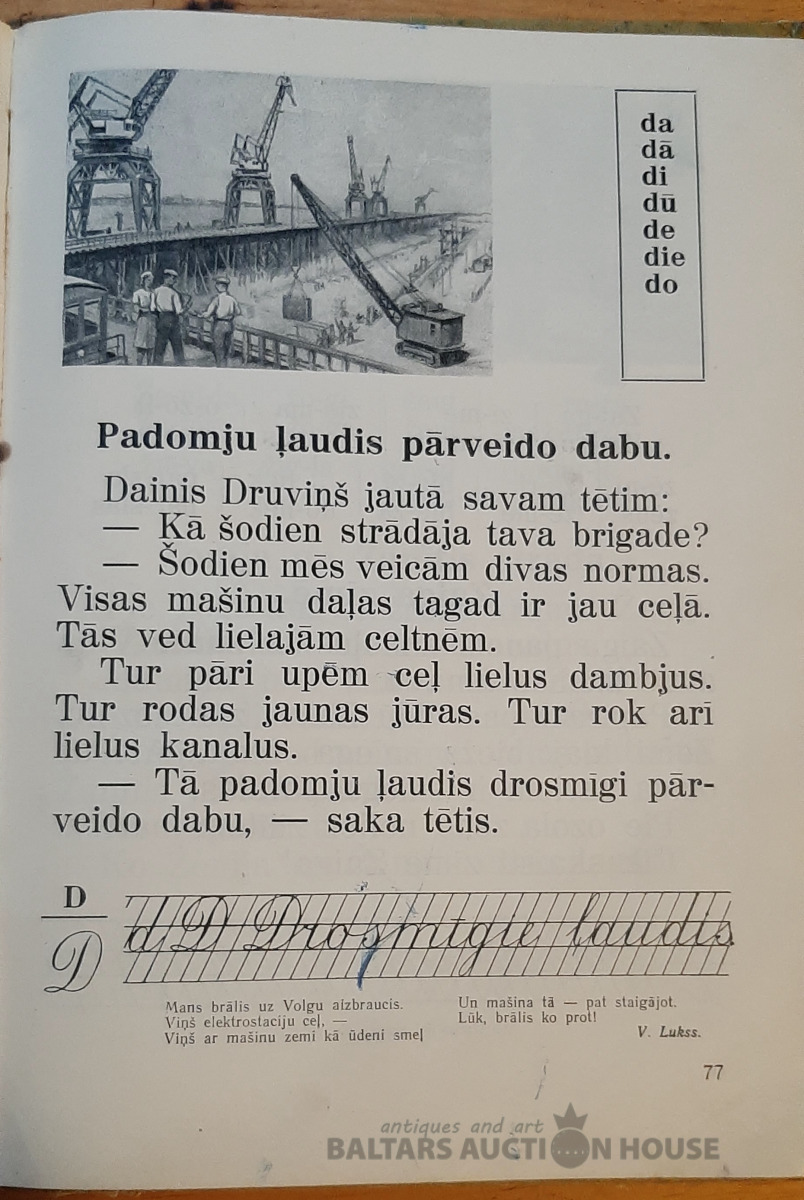 da
dā
di
dū
de
die
do
Padomju ļaudis pārveido dabu.
Dainis Druviņš jautā savam tētim:
— Kā šodien strādāja tava brigade?
— Šodien mēs veicām divas normas.
Visas mašinu daļas tagad ir jau ceļā.
Tās ved lielajām celtnēm.
Tur pāri upēm ceļ lielus dambjus.
Tur rodas jaunas jūras. Tur rok arī
lielus kanalus.
— Tā padomju ļaudis drosmīgi pār-
veido dabu, — saka tētis.
D
D
d D Drosmīgie ļaudis.
Mans brālis uz Volgu aizbraucis.
Viņš elektrostaciju ceļ, —
Viņš ar mašinu zemi kā ūdeni smeļ
Un mašina tā — pat staigājot.
Lūk, brālis ko prot!
V. Lukss.
77
antiques and art
BALTARS AUCTION HOUSE